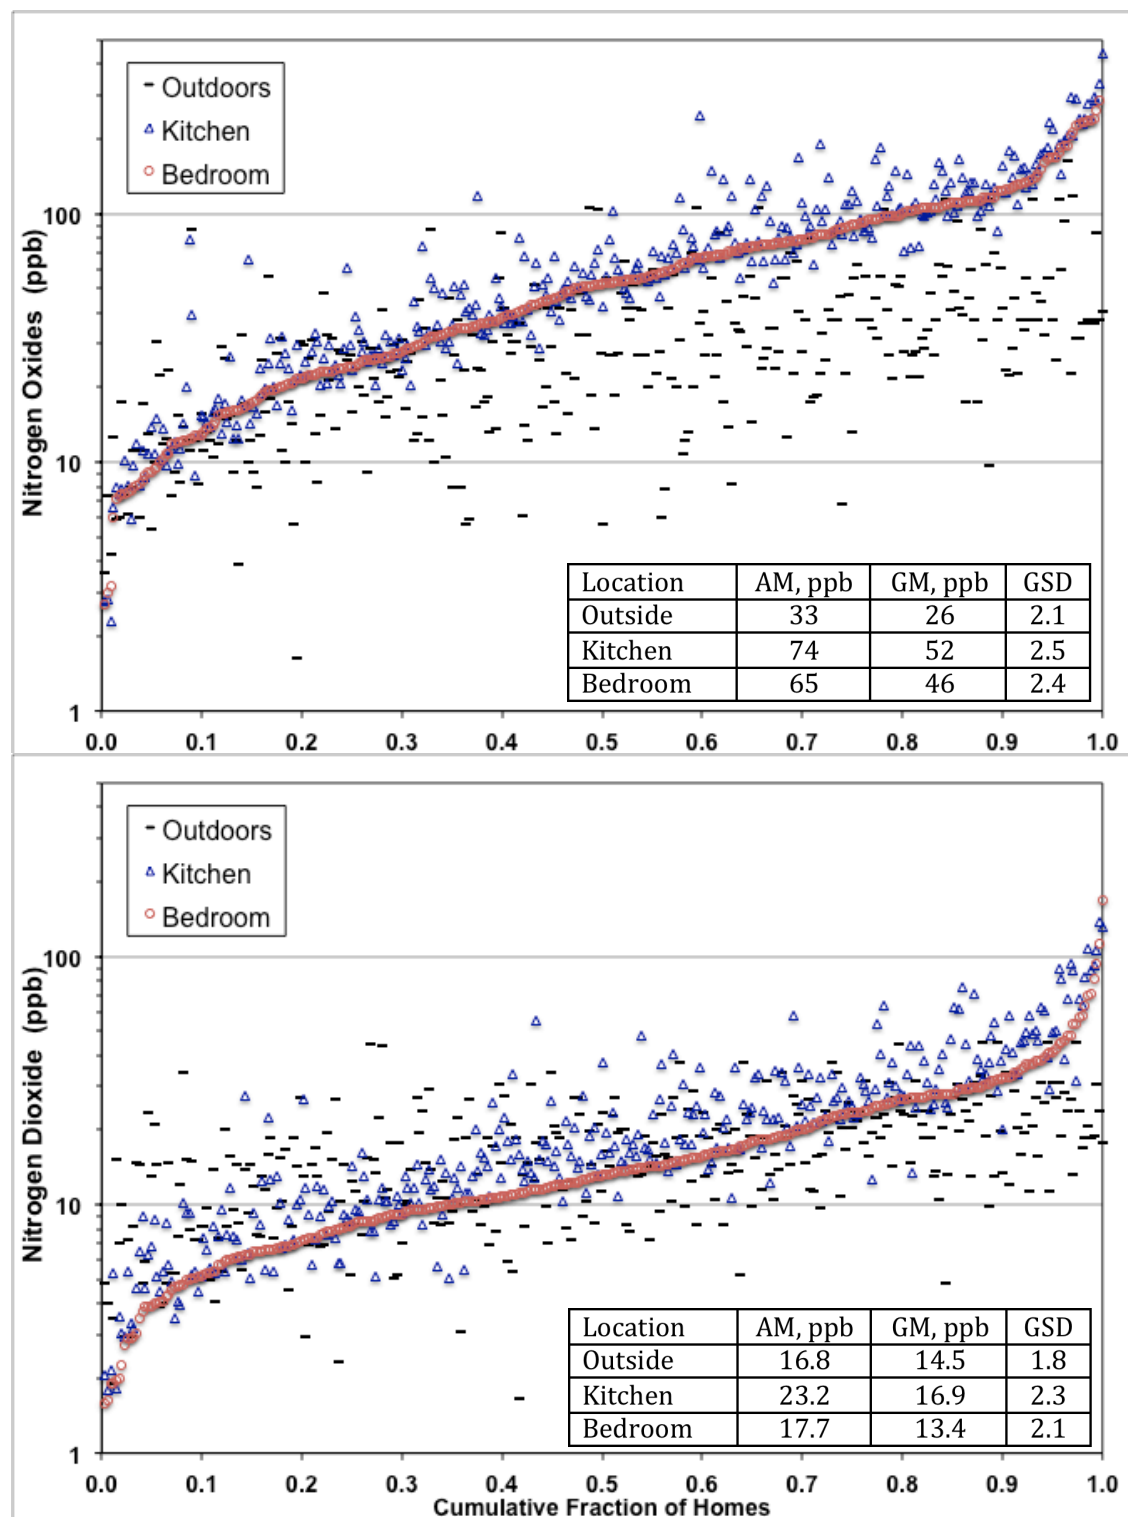 Outdoors
Kitchen
Bedroom
Nitrogen Oxides (ppb)
100
10
1
Location AM, ppb GM, ppb GSD
Outside 33 26 2.1
Kitchen 74 52 2.5
Bedroom 65 46 2.4
0.0 0.1 0.2 0.3 0.4 0.5 0.6 0.7 0.8 0.9 1.0
Outdoors
Kitchen
Bedroom
Nitrogen Dioxide (ppb)
100
10
1
Location AM, ppb GM, ppb GSD
Outside 16.8 14.5 1.8
Kitchen 23.2 16.9 2.3
Bedroom 17.7 13.4 2.1
0.0 0.1 0.2 0.3 0.4 0.5 0.6 0.7 0.8 0.9 1.0
Cumulative Fraction of Homes